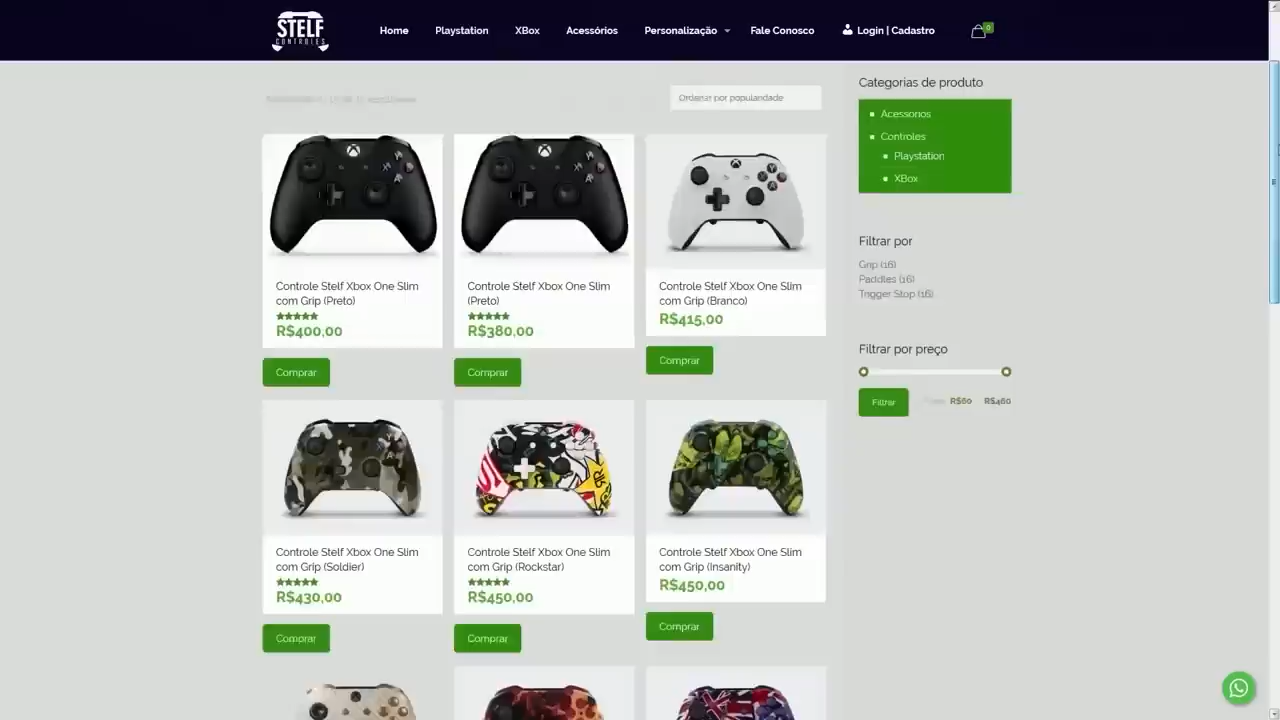 STELF
CONTROLES
Home
Playstation
XBox
Acessórios
Personalização
Fale Conosco
Login | Cadastro
0
Ordenar por popularidade
Categorias de produto
Acessorios
Controles
Playstation
XBox
Controle Stelf Xbox One Slim
com Grip (Preto)
R$400,00
Comprar
Controle Stelf Xbox One Slim
(Preto)
R$380,00
Comprar
Controle Stelf Xbox One Slim
com Grip (Branco)
R$415,00
Comprar
Filtrar por
Grip (16)
Paddles (16)
Trigger Stop (16)
Filtrar por preço
Filtrar
R$60
R$460
Controle Stelf Xbox One Slim
com Grip (Soldier)
R$430,00
Comprar
Controle Stelf Xbox One Slim
com Grip (Rockstar)
R$450,00
Comprar
Controle Stelf Xbox One Slim
com Grip (Insanity)
R$450,00
Comprar